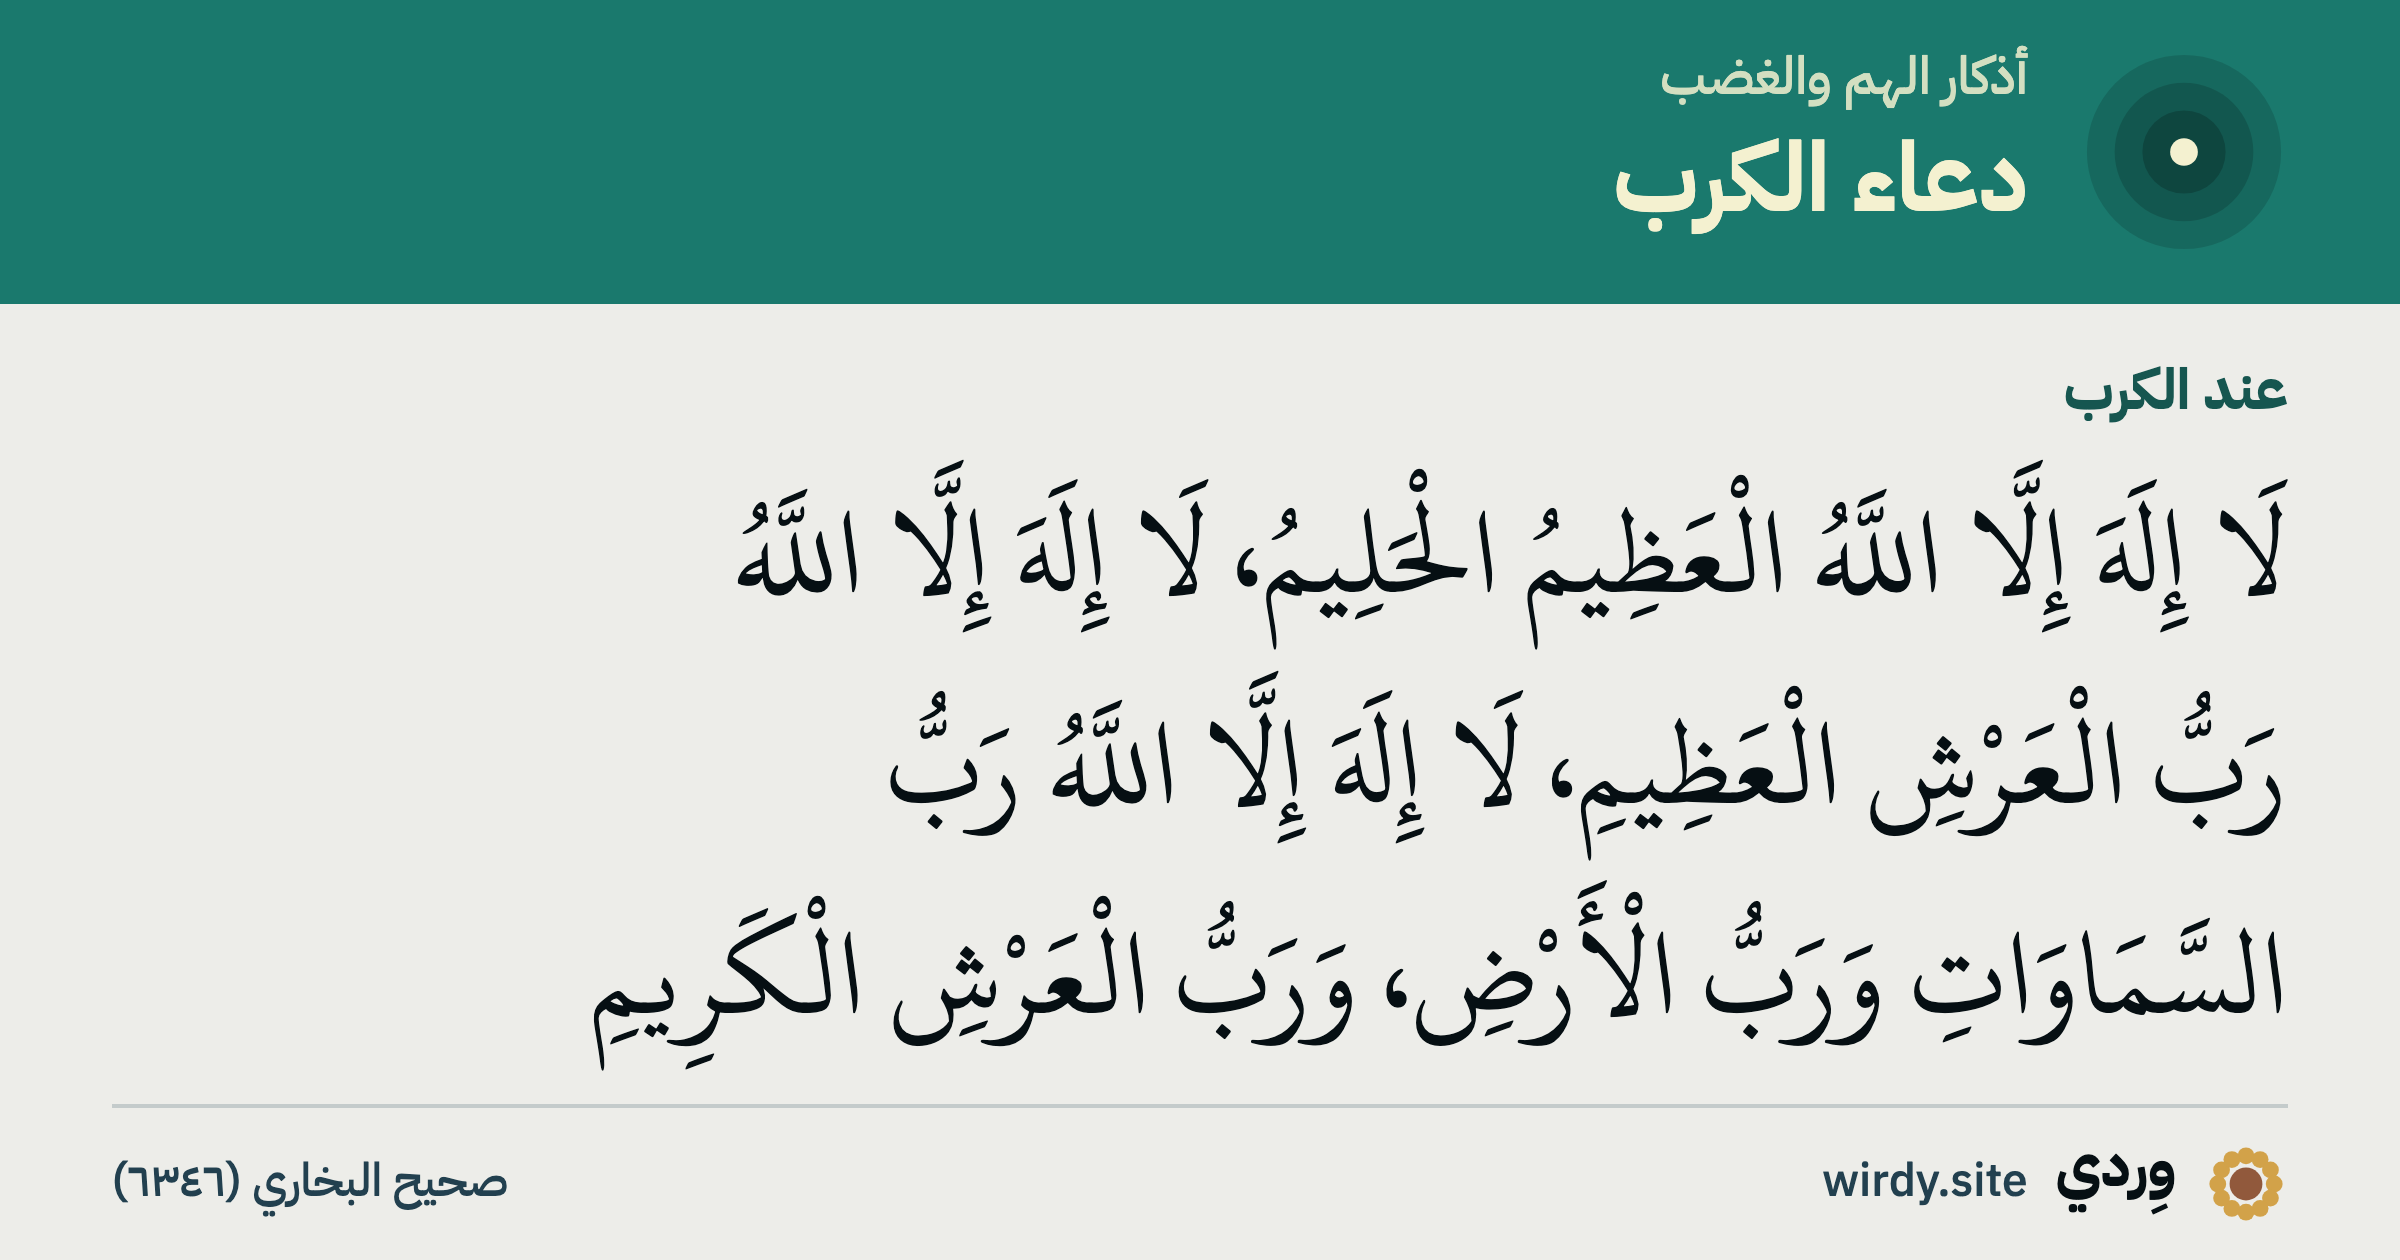 أذكار الهم والغضب
دعاء الكرب
عند الكرب
لَا إِلَهَ إِلَّا اللَّهُ الْعَظِيمُ الْحَلِيمُ، لَا إِلَهَ إِلَّا اللَّهُ
رَبُّ الْعَرْشِ الْعَظِيمِ، لَا إِلَهَ إِلَّا اللَّهُ رَبُّ
السَّمَاوَاتِ وَرَبُّ الْأَرْضِ، وَرَبُّ الْعَرْشِ الْكَرِيمِ
وِردي wirdy.site
صحيح البخاري (٦٣٤٦)